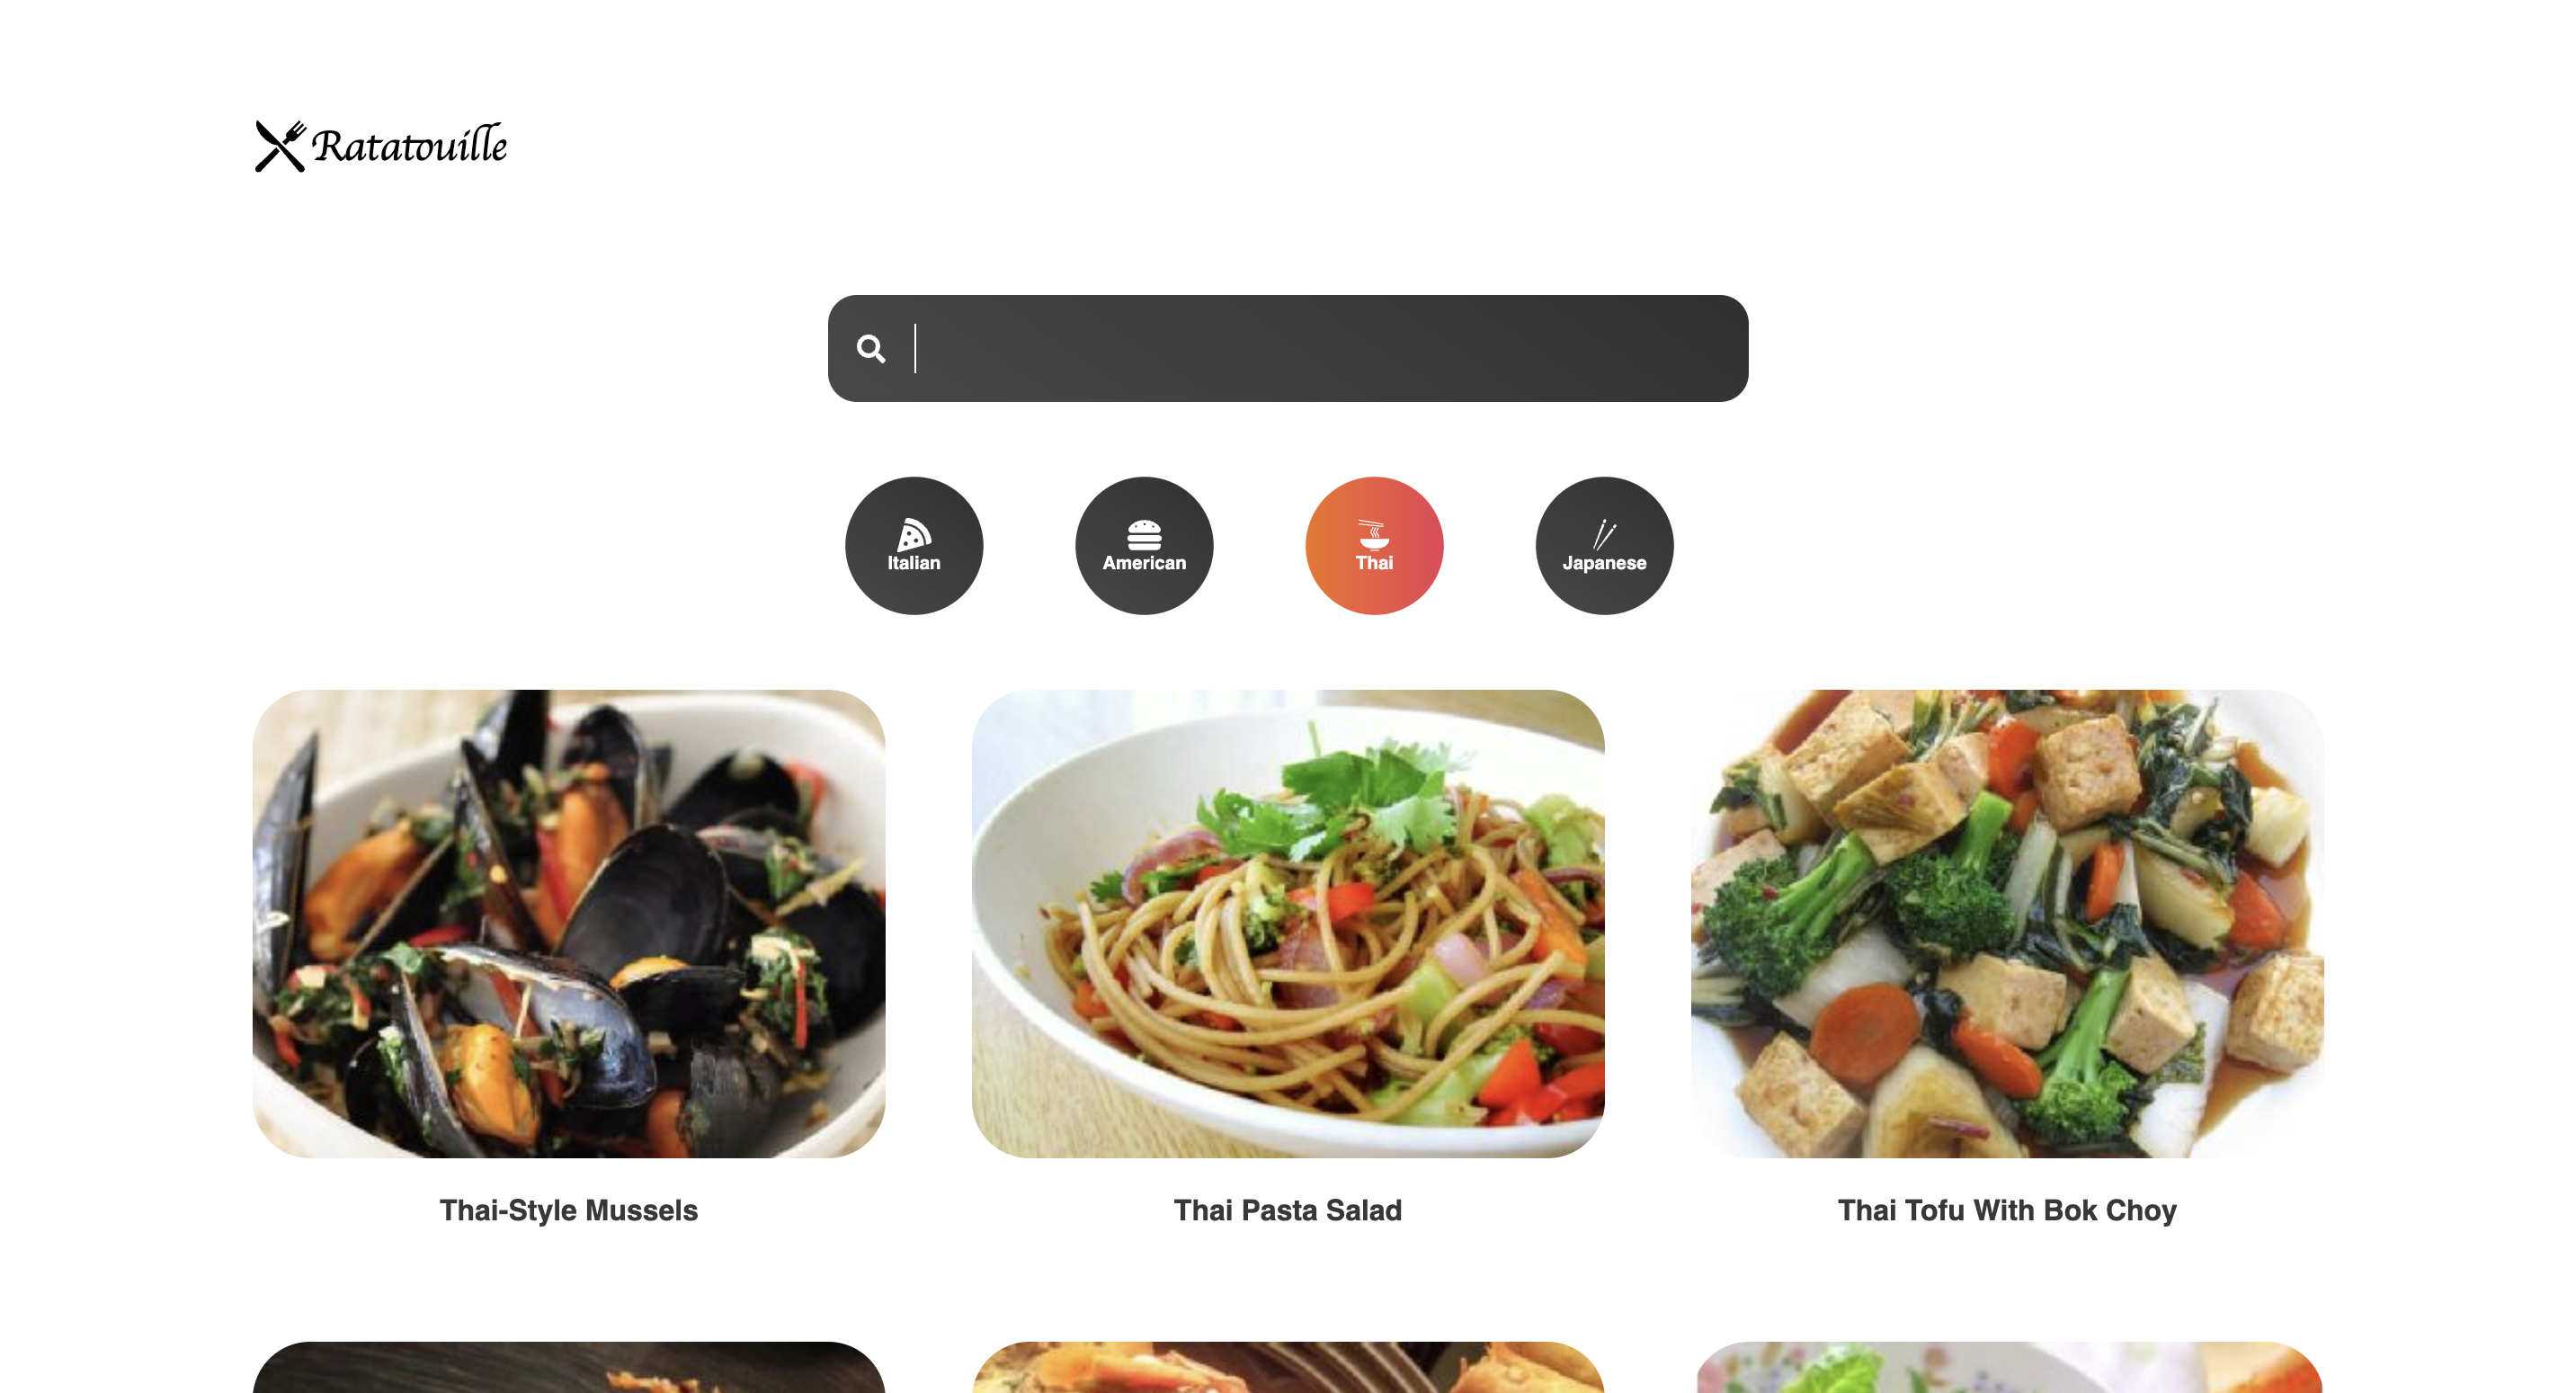 Ratatouille
Italian
American
Thai
Japanese
Thai-Style Mussels
Thai Pasta Salad
Thai Tofu With Bok Choy